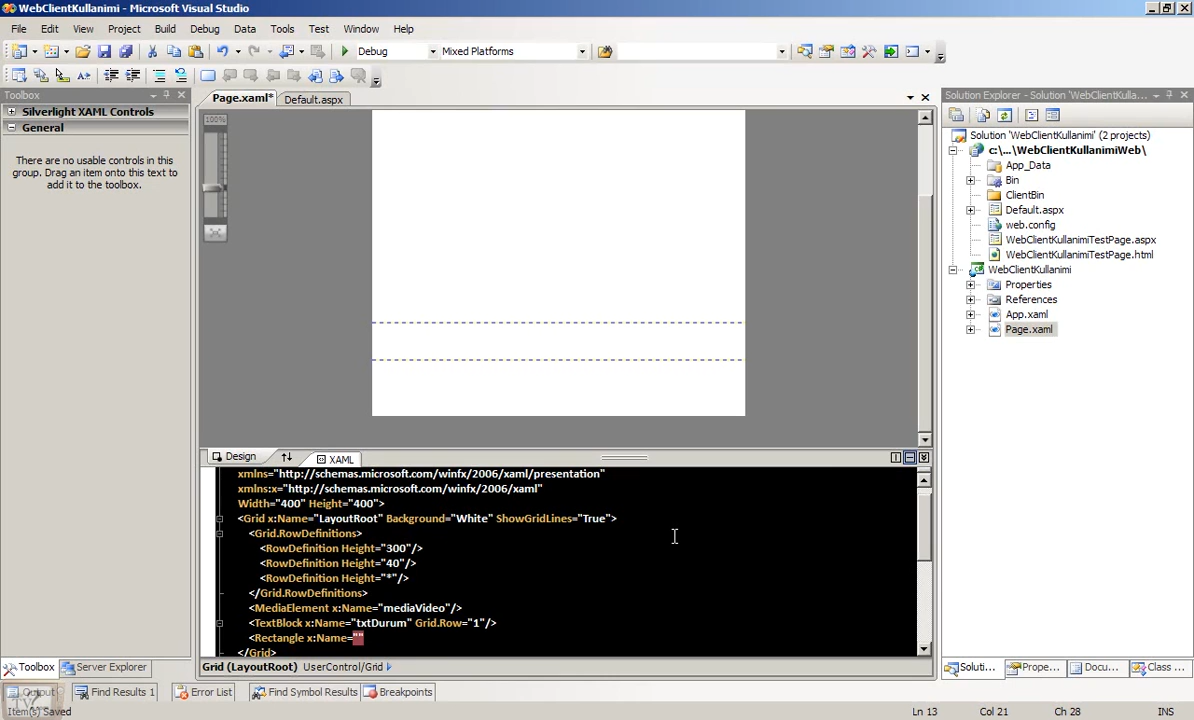 WebClientKullanimi - Microsoft Visual Studio
File Edit View Project Build Debug Data Tools Test Window Help
Debug Mixed Platforms
Toolbox
Page.xaml* Default.aspx
Solution Explorer - Solution 'WebClientKulla...
Silverlight XAML Controls
General
There are no usable controls in this
group. Drag an item onto this text to
add it to the toolbox.
100%
Solution 'WebClientKullanimi' (2 projects)
c:\...\WebClientKullanimiWeb\
App_Data
Bin
ClientBin
Default.aspx
web.config
WebClientKullanimiTestPage.aspx
WebClientKullanimiTestPage.html
WebClientKullanimi
Properties
References
App.xaml
Page.xaml
Design XAML
xmlns="http://schemas.microsoft.com/winfx/2006/xaml/presentation"
xmlns:x="http://schemas.microsoft.com/winfx/2006/xaml"
Width="400" Height="400">
<Grid x:Name="LayoutRoot" Background="White" ShowGridLines="True">
<Grid.RowDefinitions>
<RowDefinition Height="300"/>
<RowDefinition Height="40"/>
<RowDefinition Height="*"/>
</Grid.RowDefinitions>
<MediaElement x:Name="mediaVideo"/>
<TextBlock x:Name="txtDurum" Grid.Row="1"/>
<Rectangle x:Name=""
</Grid>
Grid (LayoutRoot) UserControl/Grid
Toolbox Server Explorer
Soluti... Prope... Docu... Class ...
Output Find Results 1 Error List Find Symbol Results Breakpoints
Item(s) Saved Ln 13 Col 21 Ch 28 INS